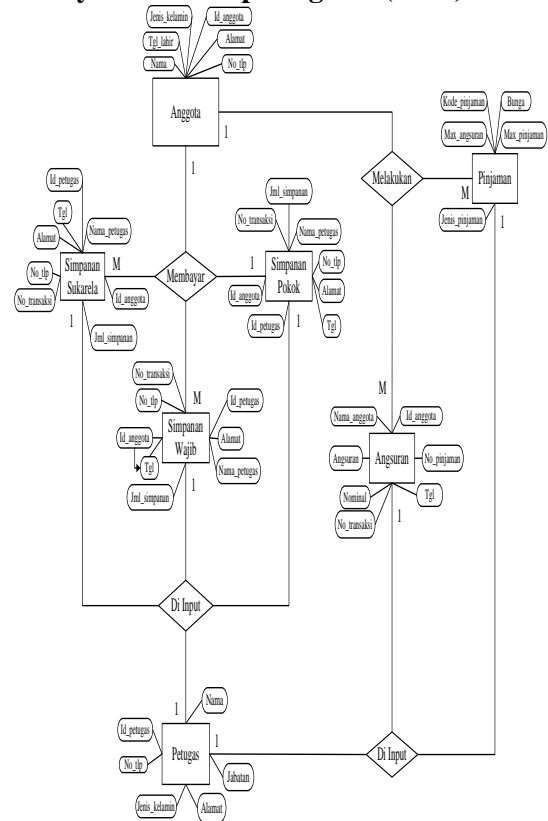 Jenis_kelamin
Id_anggota
Tgl_lahir
Alamat
Nama
No_tlp
Anggota
1
1
Kode_pinjaman
Bunga
Max_angsuran
Max_pinjaman
Pinjaman
Melakukan
M
Jenis_pinjaman
1
Id_petugas
Tgl
Alamat
Nama_petugas
No_tlp
Simpanan
Sukarela
M
No_transaksi
Id_anggota
1
Jml_simpanan
Membayar
Jml_simpanan
No_transaksi
Nama_petugas
1
Simpanan
Pokok
No_tlp
Id_anggota
Alamat
Id_petugas
1
Tgl
No_transaksi
M
No_tlp
Id_petugas
Simpanan
Wajib
Id_anggota
Alamat
Tgl
Nama_petugas
Jml_simpanan
1
M
Nama_anggota
Id_anggota
Angsuran
Angsuran
No_pinjaman
Nominal
Tgl
No_transaksi
1
Di Input
1
Nama
Id_petugas
Petugas
1
No_tlp
Jabatan
Jenis_kelamin
Alamat
Di Input